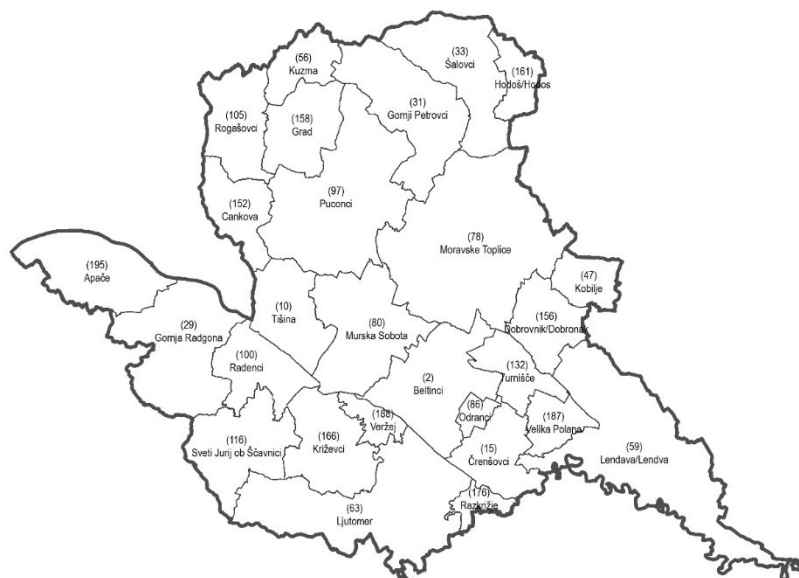 (33)
Šalovci
(56)
Kuzma
(161)
Hodoš/Hodos
(31)
Gornji Petrovci
(105)
Rogašovci
(158)
Grad
(97)
Puconci
(152)
Cankova
(78)
Moravske Toplice
(195)
Apače
(47)
Kobilje
(10)
Tišina
(156)
Dobrovnik/Dobronak
(29)
Gornja Radgona
(80)
Murska Sobota
(100)
Radenci
(132)
Turnišče
(2)
Beltinci
(86)
Odranci
(188)
Veržej
(187)
Velika Polana
(166)
Križevci
(116)
Sveti Jurij ob Ščavnici
(15)
Črenšovci
(59)
Lendava/Lendva
(176)
Razkrižje
(63)
Ljutomer